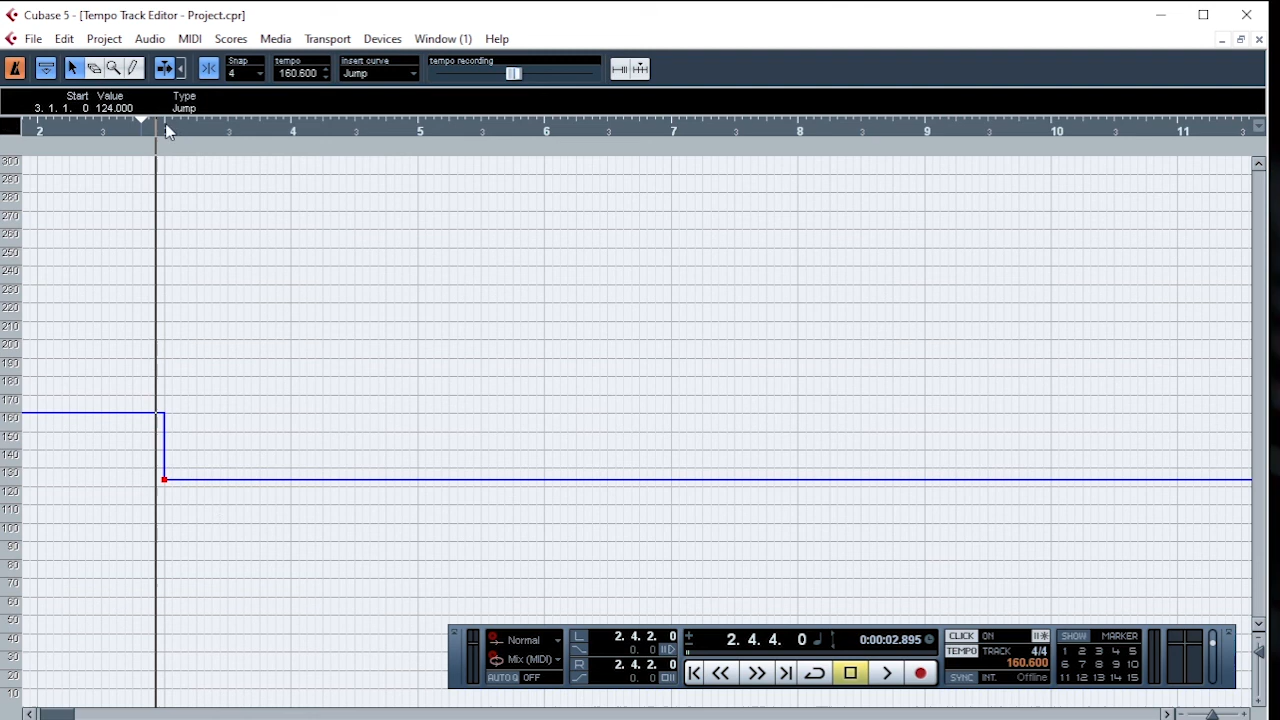 Cubase 5 - [Tempo Track Editor - Project.cpr]
File Edit Project Audio MIDI Scores Media Transport Devices Window (1) Help
Snap tempo insert curve tempo recording
4 160.600 Jump
Start Value Type
3. 1. 1. 0 124.000 Jump
2 3 3 4 3 5 3 6 3 7 3 8 3 9 3 10 3 11 3
300
290
280
270
260
250
240
230
220
210
200
190
180
170
160
150
140
130
120
110
100
90
80
70
60
50
40
30
20
10
Normal L 2. 4. 2. 0 2. 4. 4. 0 0:00:02.895 CLICK ON SHOW MARKER
0. 0 TEMPO TRACK 4/4 1 2 3 4 5
Mix (MIDI) R 2. 4. 2. 0 160.600 6 7 8 9 10
AUTO Q OFF 0. 0 SYNC INT. Offline 11 12 13 14 15